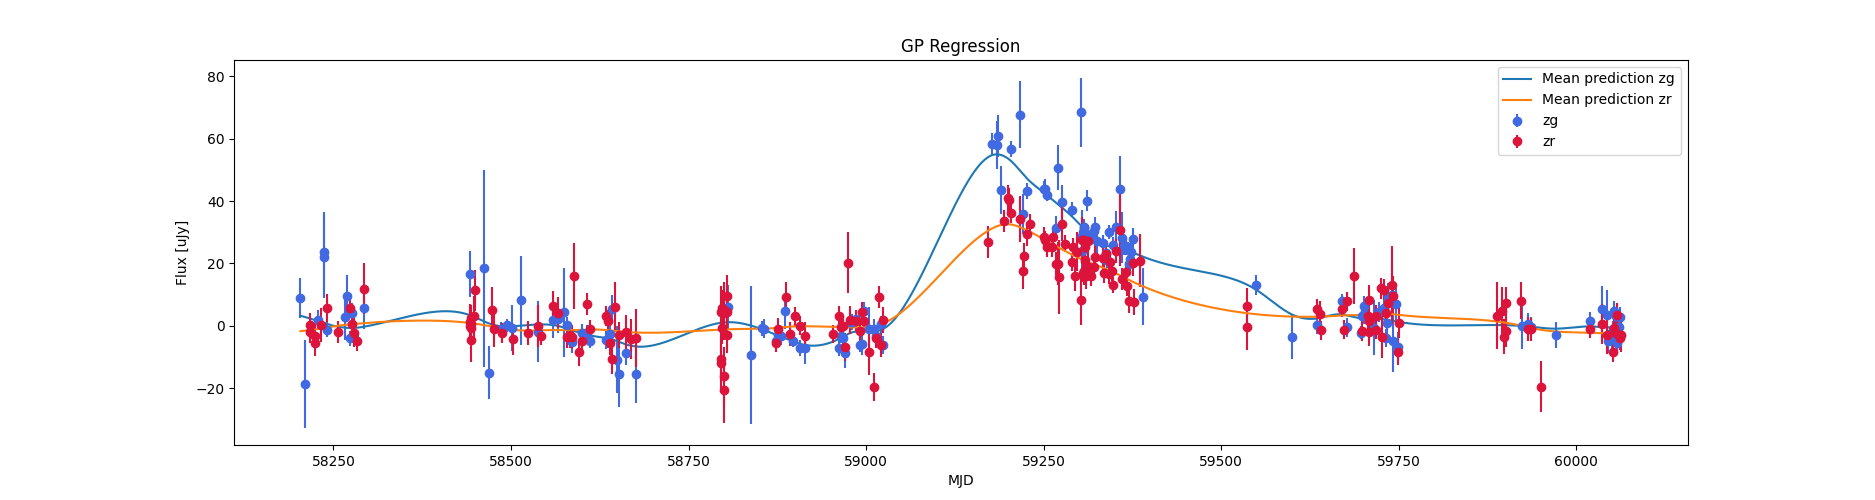 GP Regression
Flux [uJy]
80
60
40
20
0
−20
58250 58500 58750 59000 59250 59500 59750 60000
MJD
Mean prediction zg
Mean prediction zr
zg
zr